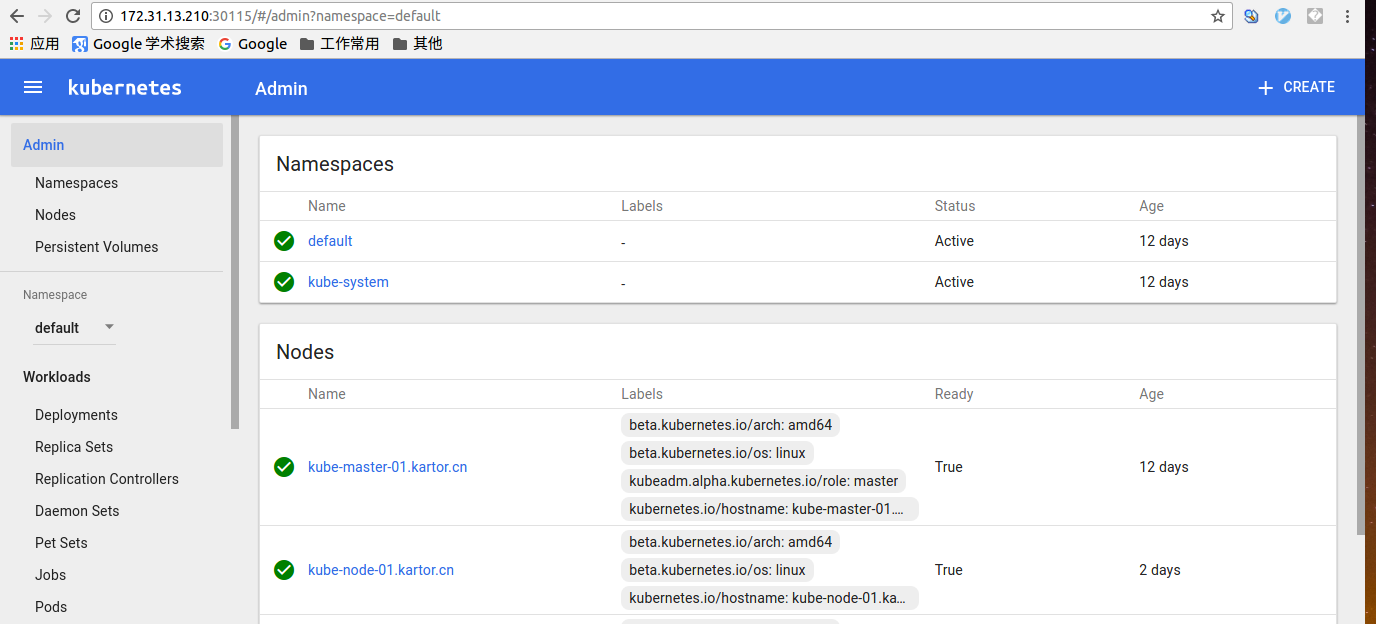 172.31.13.210:30115/#/admin?namespace=default
应用 Google 学术搜索 Google 工作常用 其他
kubernetes Admin CREATE
Admin
Namespaces
Nodes
Persistent Volumes
Namespace
default
Workloads
Deployments
Replica Sets
Replication Controllers
Daemon Sets
Pet Sets
Jobs
Pods
Namespaces
Name Labels Status Age
default - Active 12 days
kube-system - Active 12 days
Nodes
Name Labels Ready Age
beta.kubernetes.io/arch: amd64
beta.kubernetes.io/os: linux
kube-master-01.kartor.cn True 12 days
kubeadm.alpha.kubernetes.io/role: master
kubernetes.io/hostname: kube-master-01....
beta.kubernetes.io/arch: amd64
kube-node-01.kartor.cn beta.kubernetes.io/os: linux True 2 days
kubernetes.io/hostname: kube-node-01.ka...